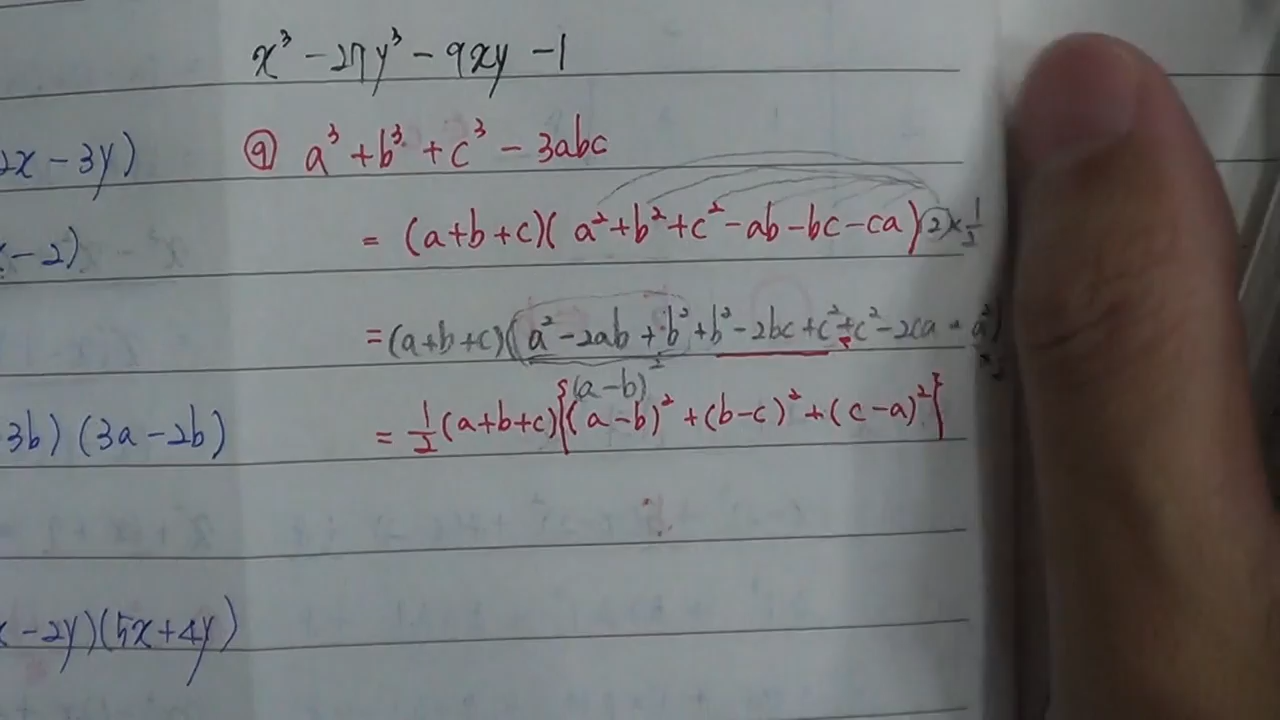 x³ - 27y³ - 9xy - 1
2x - 3y)
⑨ a³ + b³ + c³ - 3abc
- 2)
= (a+b+c)(a²+b²+c²-ab-bc-ca)②×½
= (a+b+c)(a²-2ab+b²+b²-2bc+c²+c²-2ca+a²)
(a-b)²
3b)(3a-2b)
= ½(a+b+c){(a-b)²+(b-c)²+(c-a)²}
-2y)(5x+4y)